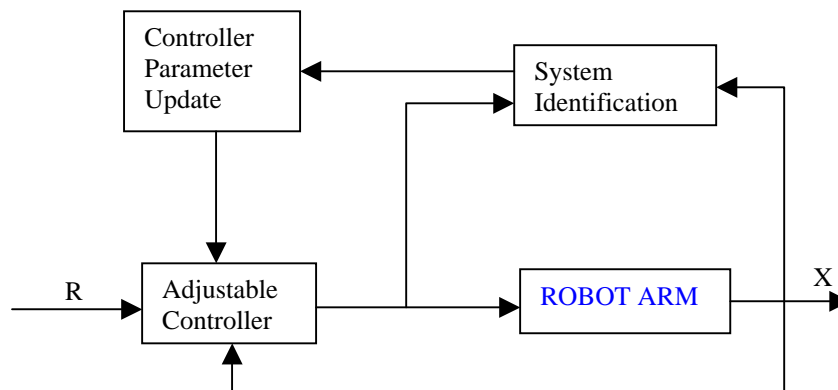 Controller
Parameter
Update
System
Identification
R
Adjustable
Controller
ROBOT ARM
X